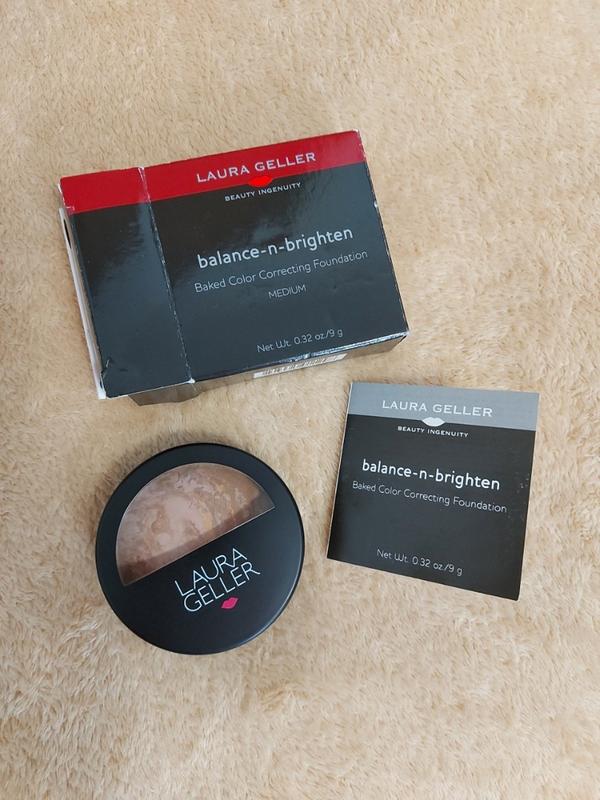 LAURA GELLER
BEAUTY INGENUITY
balance-n-brighten
Baked Color Correcting Foundation
MEDIUM
Net Wt. 0.32 oz./9 g
LAURA GELLER
BEAUTY INGENUITY
balance-n-brighten
Baked Color Correcting Foundation
Net Wt. 0.32 oz./9 g
LAURA
GELLER